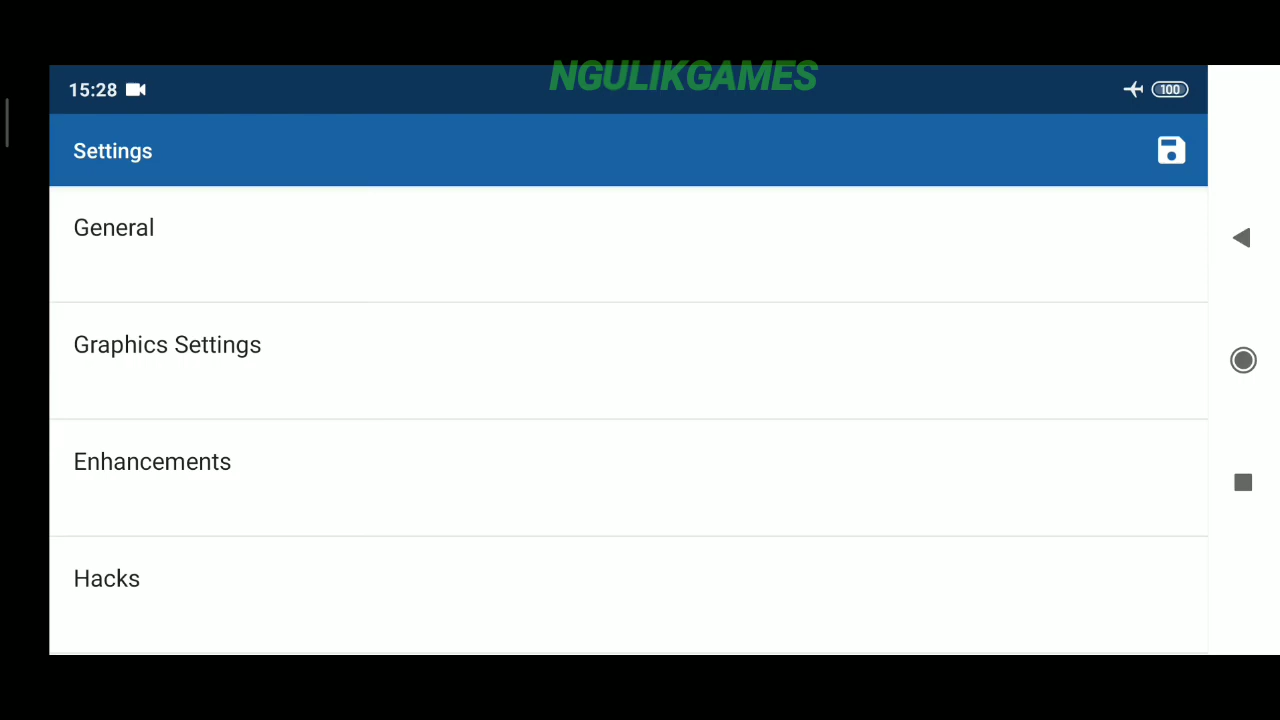 NGULIKGAMES
15:28
100
Settings
General
Graphics Settings
Enhancements
Hacks